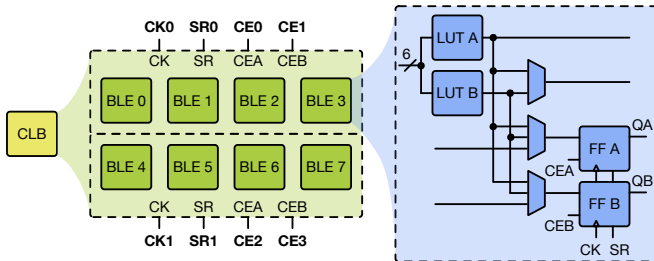 CK0 SR0 CE0 CE1
CK SR CEA CEB
BLE 0 BLE 1 BLE 2 BLE 3
CLB
BLE 4 BLE 5 BLE 6 BLE 7
CK SR CEA CEB
CK1 SR1 CE2 CE3
6
LUT A
LUT B
FF A
QA
CEA
FF B
QB
CEB
CK SR